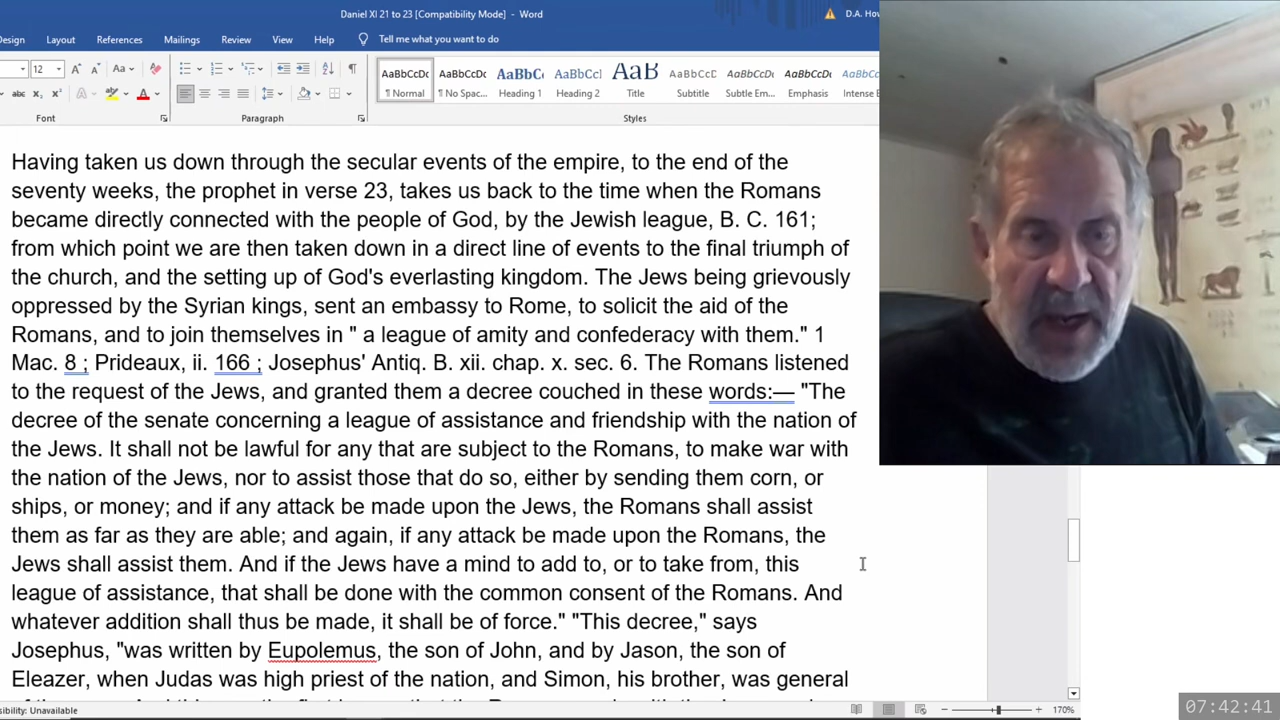 Daniel XI 21 to 23 [Compatibility Mode] - Word
D.A. Hov
Design Layout References Mailings Review View Help Tell me what you want to do
12 Aa
AaBbCcDc AaBbCcDc AaBbC( AaBbCcl AaB AaBbCcD AaBbCcDc AaBbCcDc AaBbCcl
¶ Normal ¶ No Spac... Heading 1 Heading 2 Title Subtitle Subtle Em... Emphasis Intense E
Font Paragraph Styles
Having taken us down through the secular events of the empire, to the end of the
seventy weeks, the prophet in verse 23, takes us back to the time when the Romans
became directly connected with the people of God, by the Jewish league, B. C. 161;
from which point we are then taken down in a direct line of events to the final triumph of
the church, and the setting up of God's everlasting kingdom. The Jews being grievously
oppressed by the Syrian kings, sent an embassy to Rome, to solicit the aid of the
Romans, and to join themselves in " a league of amity and confederacy with them." 1
Mac. 8 ; Prideaux, ii. 166 ; Josephus' Antiq. B. xii. chap. x. sec. 6. The Romans listened
to the request of the Jews, and granted them a decree couched in these words:— "The
decree of the senate concerning a league of assistance and friendship with the nation of
the Jews. It shall not be lawful for any that are subject to the Romans, to make war with
the nation of the Jews, nor to assist those that do so, either by sending them corn, or
ships, or money; and if any attack be made upon the Jews, the Romans shall assist
them as far as they are able; and again, if any attack be made upon the Romans, the
Jews shall assist them. And if the Jews have a mind to add to, or to take from, this
league of assistance, that shall be done with the common consent of the Romans. And
whatever addition shall thus be made, it shall be of force." "This decree," says
Josephus, "was written by Eupolemus, the son of John, and by Jason, the son of
Eleazer, when Judas was high priest of the nation, and Simon, his brother, was general
sibility: Unavailable
170%
07:42:41